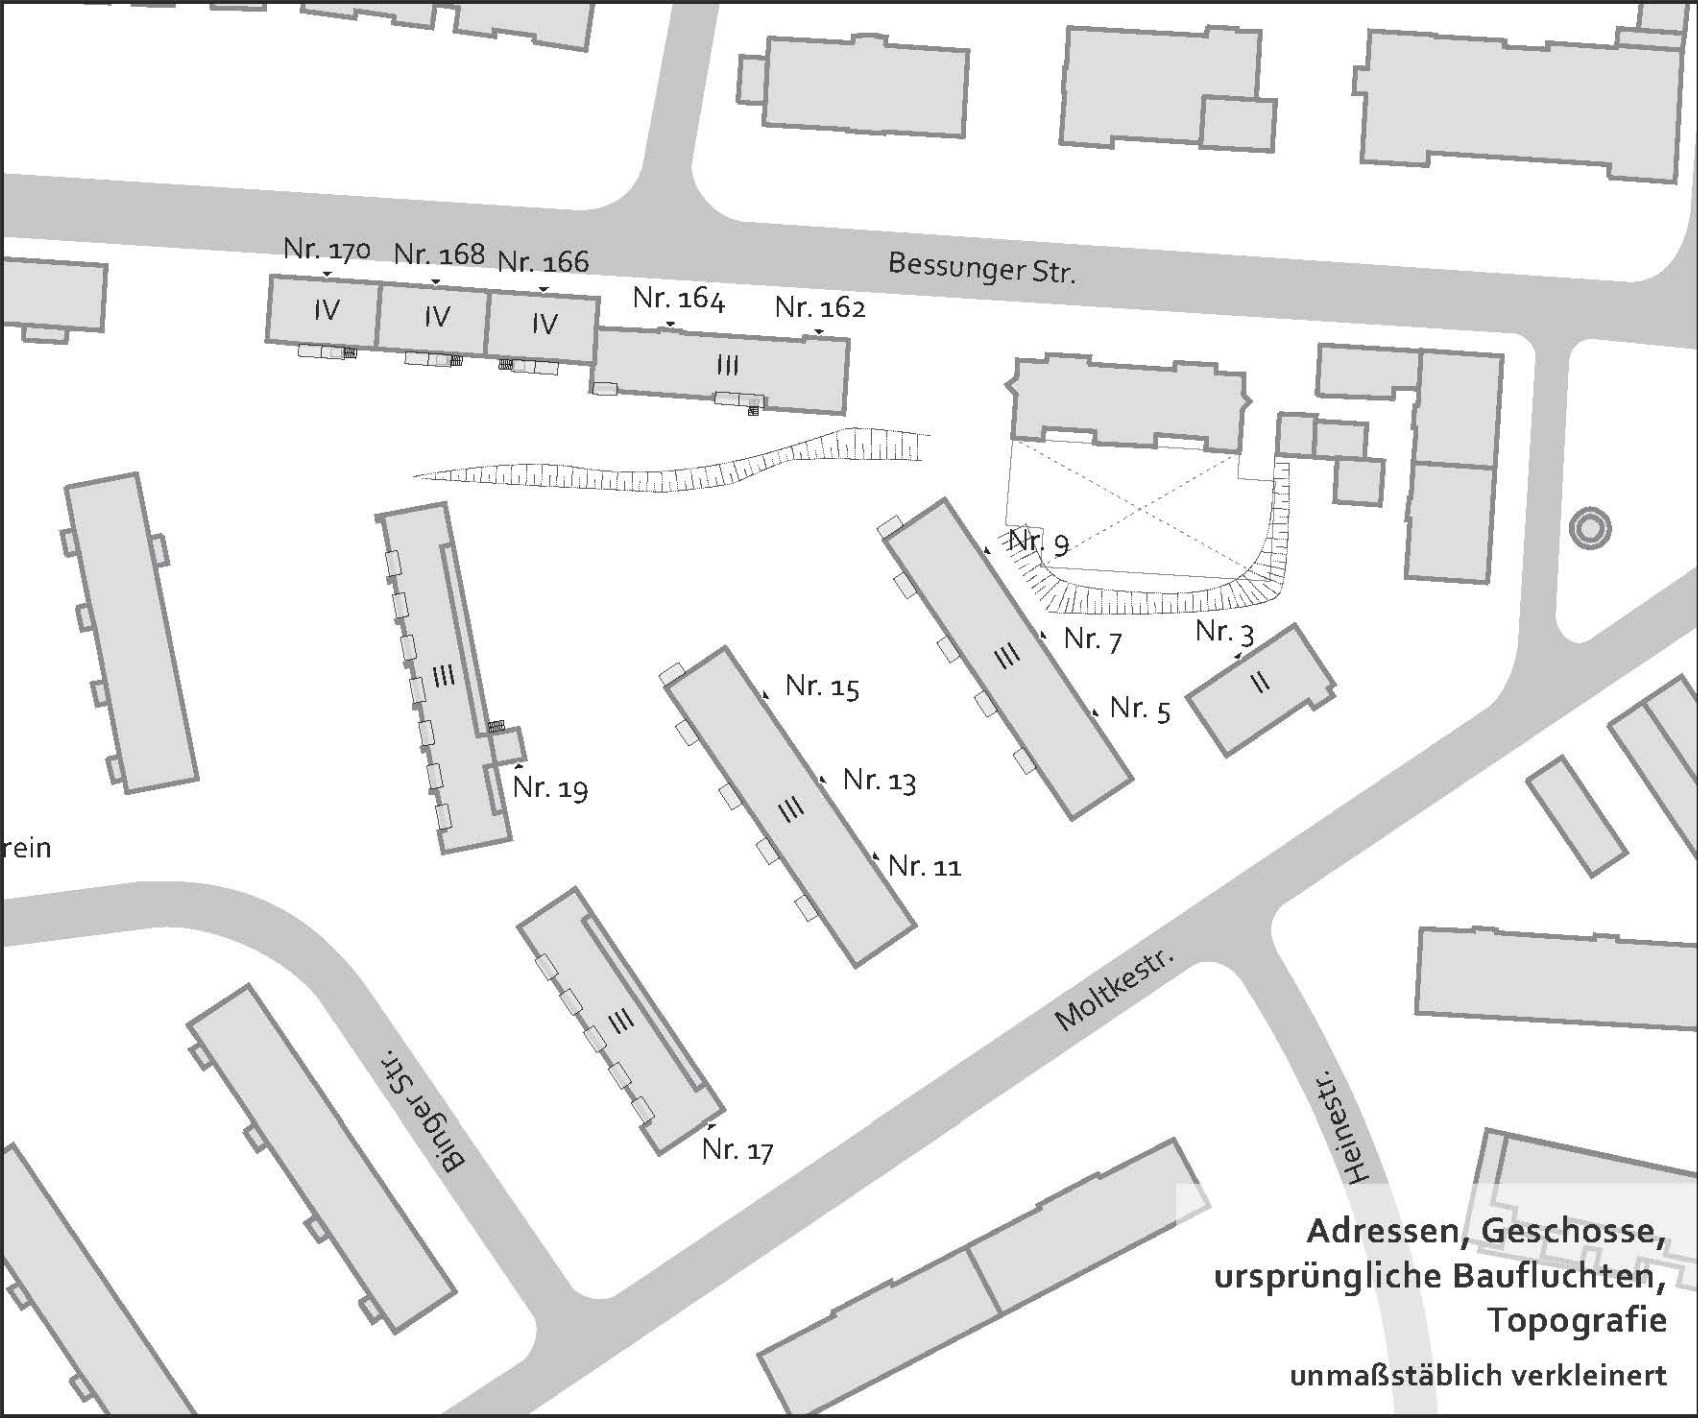 Nr. 170
Nr. 168
Nr. 166
Bessunger Str.
Nr. 164
Nr. 162
IV
IV
IV
III
Nr. 9
Nr. 3
Nr. 7
III
III
II
Nr. 15
Nr. 5
Nr. 13
Nr. 19
III
rein
Nr. 11
Moltkestr.
III
Binger Str.
Heinestr.
Nr. 17
Adressen, Geschosse,
ursprüngliche Baufluchten,
Topografie
unmaßstäblich verkleinert